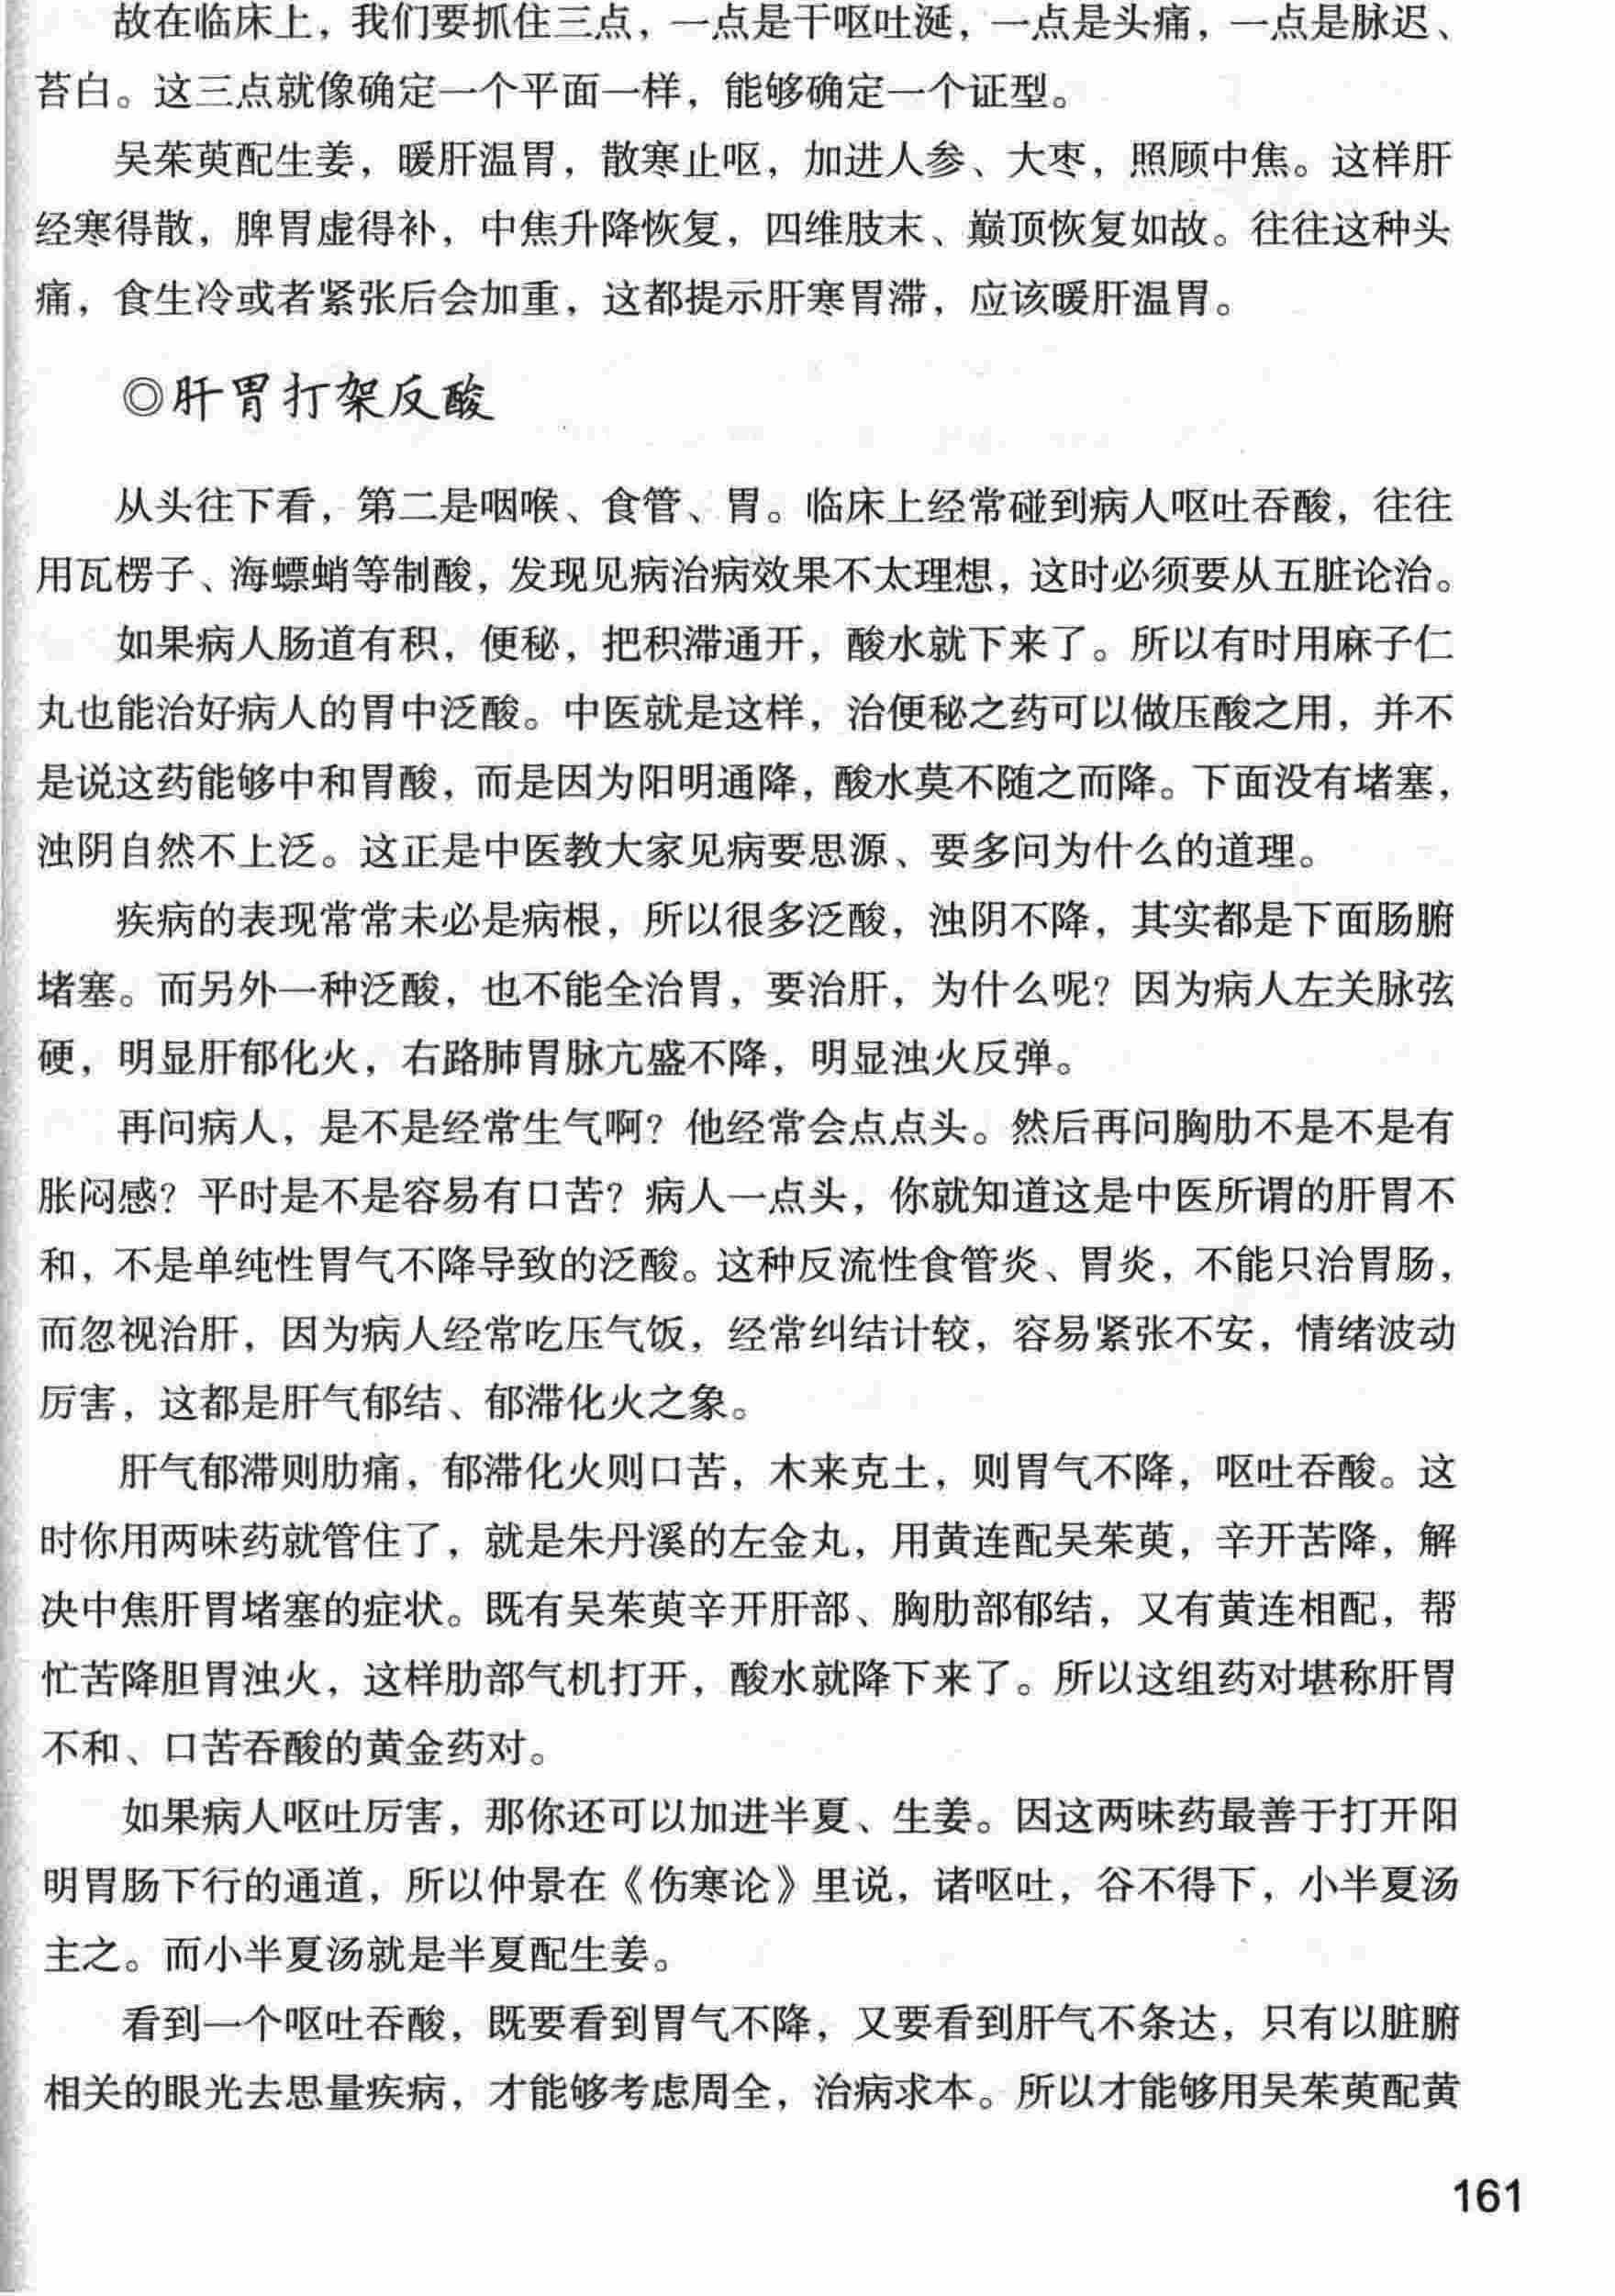 故在临床上，我们要抓住三点，一点是干呕吐涎，一点是头痛，一点是脉迟、
苔白。这三点就像确定一个平面一样，能够确定一个证型。
吴茱萸配生姜，暖肝温胃，散寒止呕，加进人参、大枣，照顾中焦。这样肝
经寒得散，脾胃虚得补，中焦升降恢复，四维肢末、巅顶恢复如故。往往这种头
痛，食生冷或者紧张后会加重，这都提示肝寒胃滞，应该暖肝温胃。
◎肝胃打架反酸
从头往下看，第二是咽喉、食管、胃。临床上经常碰到病人呕吐吞酸，往往
用瓦楞子、海螵蛸等制酸，发现见病治病效果不太理想，这时必须要从五脏论治。
如果病人肠道有积，便秘，把积滞通开，酸水就下来了。所以有时用麻子仁
丸也能治好病人的胃中泛酸。中医就是这样，治便秘之药可以做压酸之用，并不
是说这药能够中和胃酸，而是因为阳明通降，酸水莫不随之而降。下面没有堵塞，
浊阴自然不上泛。这正是中医教大家见病要思源、要多问为什么的道理。
疾病的表现常常未必是病根，所以很多泛酸，浊阴不降，其实都是下面肠腑
堵塞。而另外一种泛酸，也不能全治胃，要治肝，为什么呢？因为病人左关脉弦
硬，明显肝郁化火，右路肺胃脉亢盛不降，明显浊火反弹。
再问病人，是不是经常生气啊？他经常会点点头。然后再问胸肋不是不是有
胀闷感？平时是不是容易有口苦？病人一点头，你就知道这是中医所谓的肝胃不
和，不是单纯性胃气不降导致的泛酸。这种反流性食管炎、胃炎，不能只治胃肠，
而忽视治肝，因为病人经常吃压气饭，经常纠结计较，容易紧张不安，情绪波动
厉害，这都是肝气郁结、郁滞化火之象。
肝气郁滞则肋痛，郁滞化火则口苦，木来克土，则胃气不降，呕吐吞酸。这
时你用两味药就管住了，就是朱丹溪的左金丸，用黄连配吴茱萸，辛开苦降，解
决中焦肝胃堵塞的症状。既有吴茱萸辛开肝部、胸肋部郁结，又有黄连相配，帮
忙苦降胆胃浊火，这样肋部气机打开，酸水就降下来了。所以这组药对堪称肝胃
不和、口苦吞酸的黄金药对。
如果病人呕吐厉害，那你还可以加进半夏、生姜。因这两味药最善于打开阳
明胃肠下行的通道，所以仲景在《伤寒论》里说，诸呕吐，谷不得下，小半夏汤
主之。而小半夏汤就是半夏配生姜。
看到一个呕吐吞酸，既要看到胃气不降，又要看到肝气不条达，只有以脏腑
相关的眼光去思量疾病，才能够考虑周全，治病求本。所以才能够用吴茱萸配黄
161